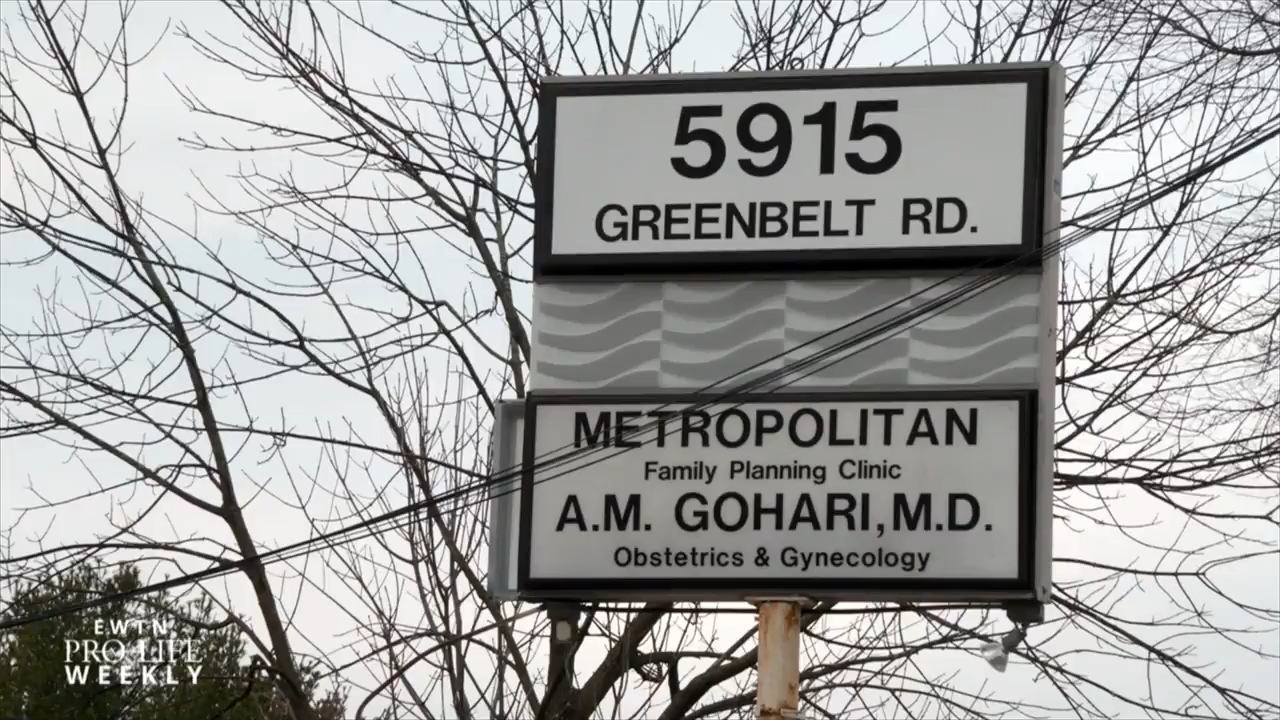 5915
GREENBELT RD.
METROPOLITAN
Family Planning Clinic
A.M. GOHARI, M.D.
Obstetrics & Gynecology
EWTN
PRO-LIFE
WEEKLY